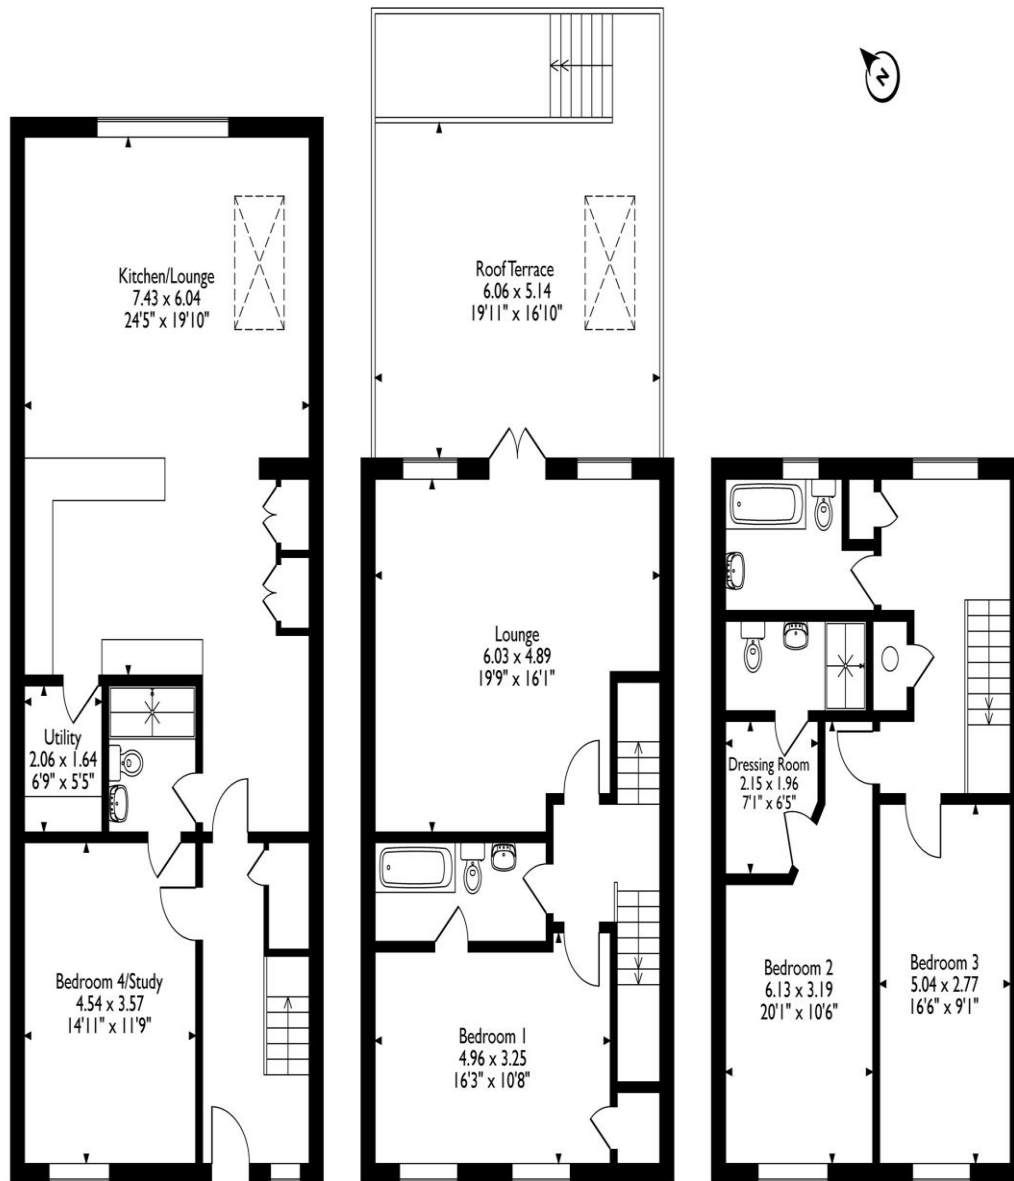 N
Kitchen/Lounge
7.43 x 6.04
24'5" x 19'10"
Roof Terrace
6.06 x 5.14
19'11" x 16'10"
Lounge
6.03 x 4.89
19'9" x 16'1"
Utility
2.06 x 1.64
6'9" x 5'5"
Dressing Room
2.15 x 1.96
7'1" x 6'5"
Bedroom 4/Study
4.54 x 3.57
14'11" x 11'9"
Bedroom 1
4.96 x 3.25
16'3" x 10'8"
Bedroom 2
6.13 x 3.19
20'1" x 10'6"
Bedroom 3
5.04 x 2.77
16'6" x 9'1"